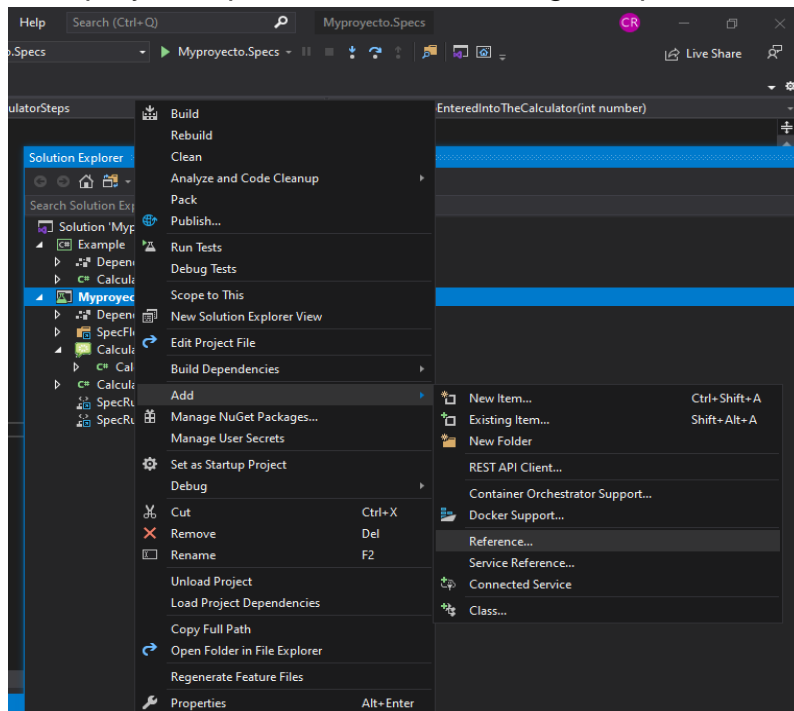 Help Search (Ctrl+Q) Myproyecto.Specs CR
.Specs Myproyecto.Specs Live Share
ulatorSteps EnteredIntoTheCalculator(int number)
Solution Explorer
Search Solution Exp
Solution 'Myp
C# Example
Depen
C# Calcula
Myproyec
Depen
SpecFl
Calcula
C# Cal
C# Calcula
SpecRu
SpecRu
Build
Rebuild
Clean
Analyze and Code Cleanup
Pack
Publish...
Run Tests
Debug Tests
Scope to This
New Solution Explorer View
Edit Project File
Build Dependencies
Add
Manage NuGet Packages...
Manage User Secrets
Set as Startup Project
Debug
Cut Ctrl+X
Remove Del
Rename F2
Unload Project
Load Project Dependencies
Copy Full Path
Open Folder in File Explorer
Regenerate Feature Files
Properties Alt+Enter
New Item... Ctrl+Shift+A
Existing Item... Shift+Alt+A
New Folder
REST API Client...
Container Orchestrator Support...
Docker Support...
Reference...
Service Reference...
Connected Service
Class...